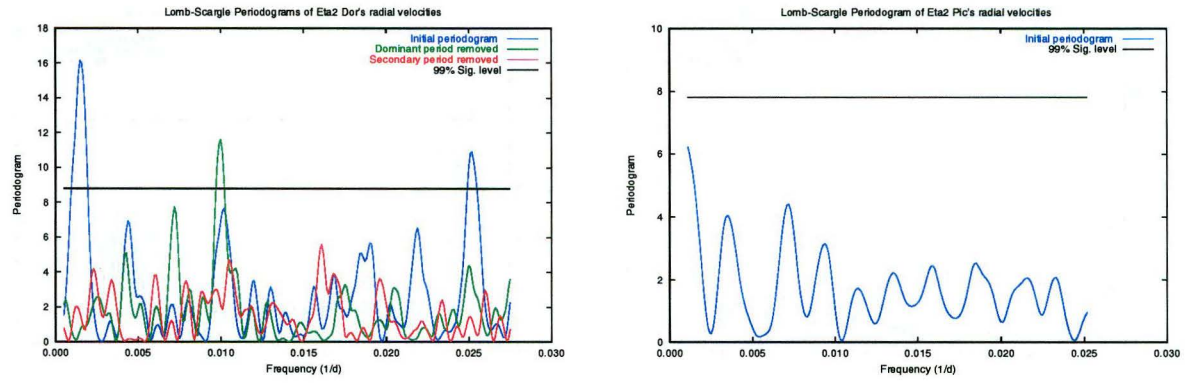 Lomb-Scargle Periodograms of Eta2 Dor's radial velocities
18
16
14
12
10
8
6
4
2
0
Periodogram
Initial periodogram
Dominant period removed
Secondary period removed
99% Sig. level
0.000 0.005 0.010 0.015 0.020 0.025 0.030
Frequency (1/d)
Lomb-Scargle Periodogram of Eta2 Pic's radial velocities
10
8
6
4
2
0
Periodogram
Initial periodogram
99% Sig. level
0.000 0.005 0.010 0.015 0.020 0.025 0.030
Frequency (1/d)